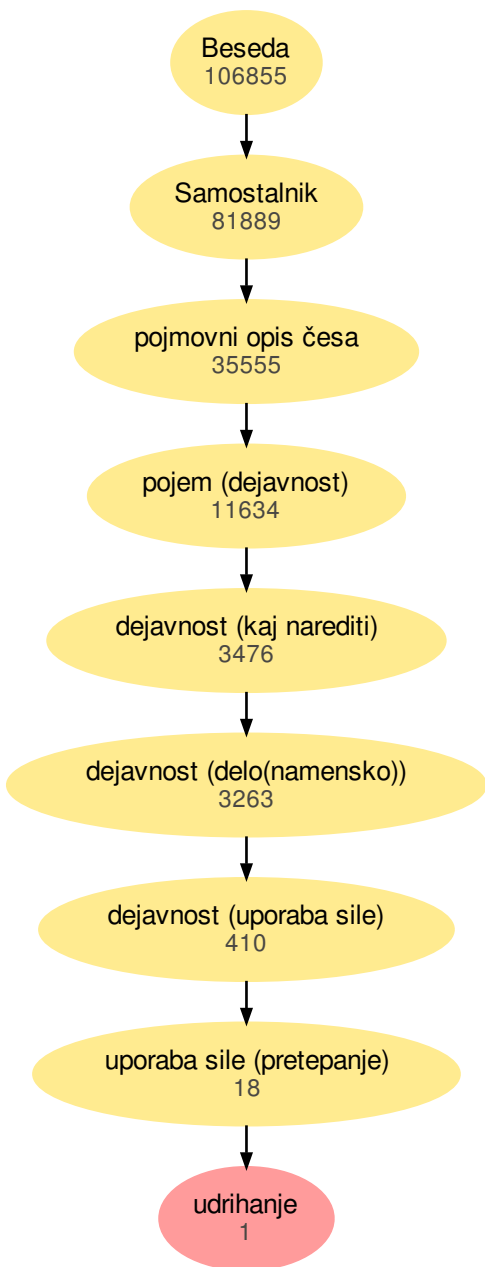 Beseda
106855
Samostalnik
81889
pojmovni opis česa
35555
pojem (dejavnost)
11634
dejavnost (kaj narediti)
3476
dejavnost (delo(namensko))
3263
dejavnost (uporaba sile)
410
uporaba sile (pretepanje)
18
udrihanje
1